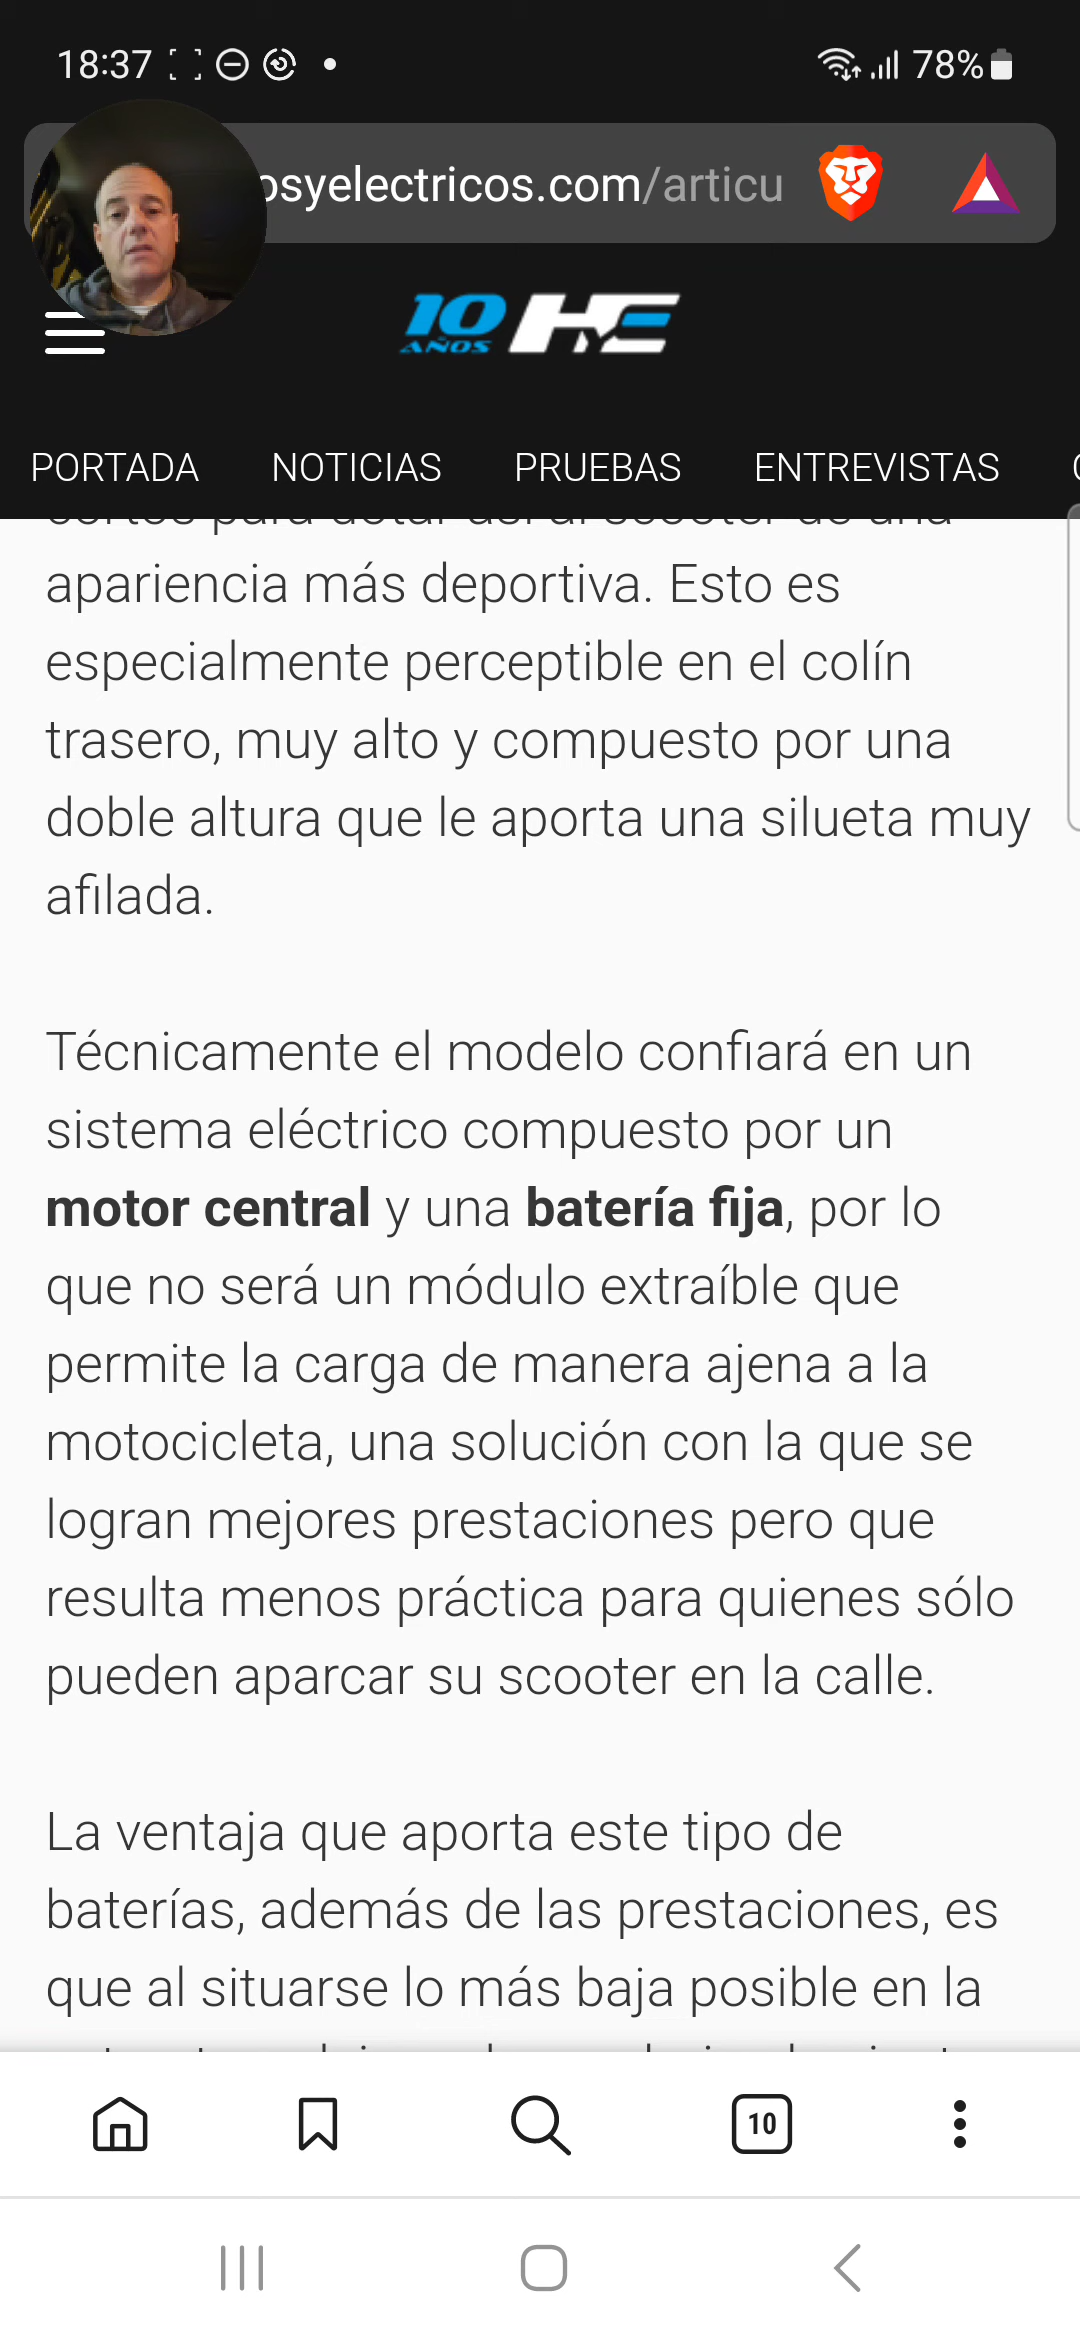 18:37
78%
osyelectricos.com/articu
10 AÑOS HYE
PORTADA NOTICIAS PRUEBAS ENTREVISTAS
apariencia más deportiva. Esto es
especialmente perceptible en el colín
trasero, muy alto y compuesto por una
doble altura que le aporta una silueta muy
afilada.
Técnicamente el modelo confiará en un
sistema eléctrico compuesto por un
motor central y una batería fija, por lo
que no será un módulo extraíble que
permite la carga de manera ajena a la
motocicleta, una solución con la que se
logran mejores prestaciones pero que
resulta menos práctica para quienes sólo
pueden aparcar su scooter en la calle.
La ventaja que aporta este tipo de
baterías, además de las prestaciones, es
que al situarse lo más baja posible en la
10